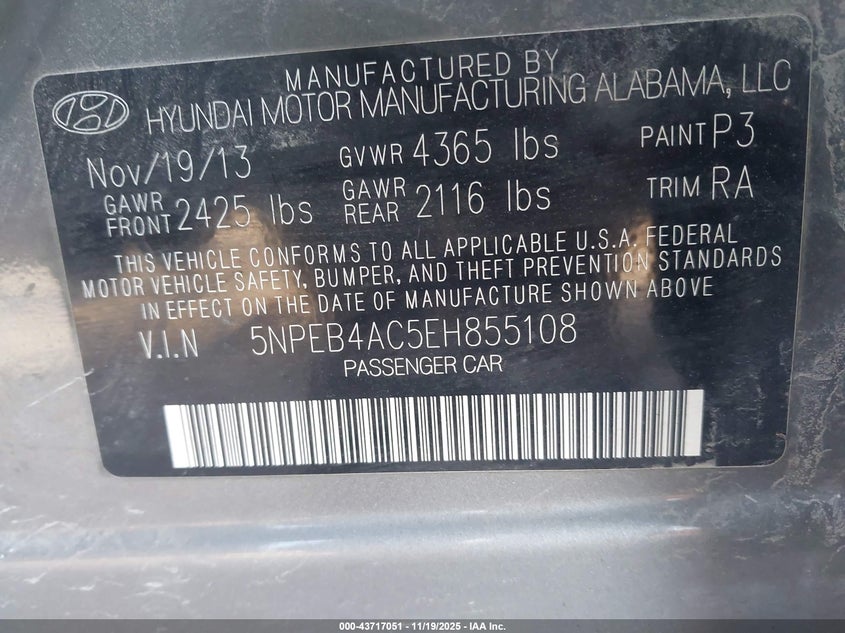 MANUFACTURED BY
HYUNDAI MOTOR MANUFACTURING ALABAMA, LLC
Nov/19/13 GVWR 4365 lbs PAINT P3
GAWR FRONT 2425 lbs GAWR REAR 2116 lbs TRIM RA
THIS VEHICLE CONFORMS TO ALL APPLICABLE U.S.A. FEDERAL
MOTOR VEHICLE SAFETY, BUMPER, AND THEFT PREVENTION STANDARDS
IN EFFECT ON THE DATE OF MANUFACTURE SHOWN ABOVE
V.I.N 5NPEB4AC5EH855108
PASSENGER CAR
000-43717051 - 11/19/2025 - IAA Inc.